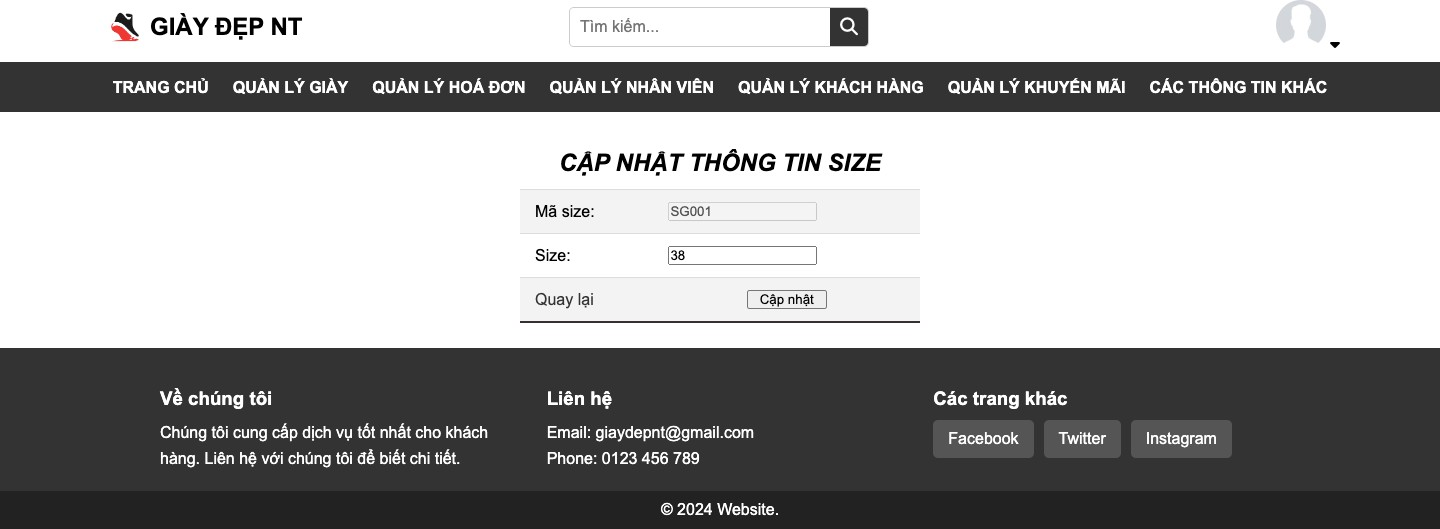 GIÀY ĐẸP NT
Tìm kiếm...
TRANG CHỦ QUẢN LÝ GIÀY QUẢN LÝ HOÁ ĐƠN QUẢN LÝ NHÂN VIÊN QUẢN LÝ KHÁCH HÀNG QUẢN LÝ KHUYẾN MÃI CÁC THÔNG TIN KHÁC
CẬP NHẬT THÔNG TIN SIZE
Mã size: SG001
Size: 38
Quay lại Cập nhật
Về chúng tôi
Chúng tôi cung cấp dịch vụ tốt nhất cho khách
hàng. Liên hệ với chúng tôi để biết chi tiết.
Liên hệ
Email: giaydepnt@gmail.com
Phone: 0123 456 789
Các trang khác
Facebook Twitter Instagram
© 2024 Website.